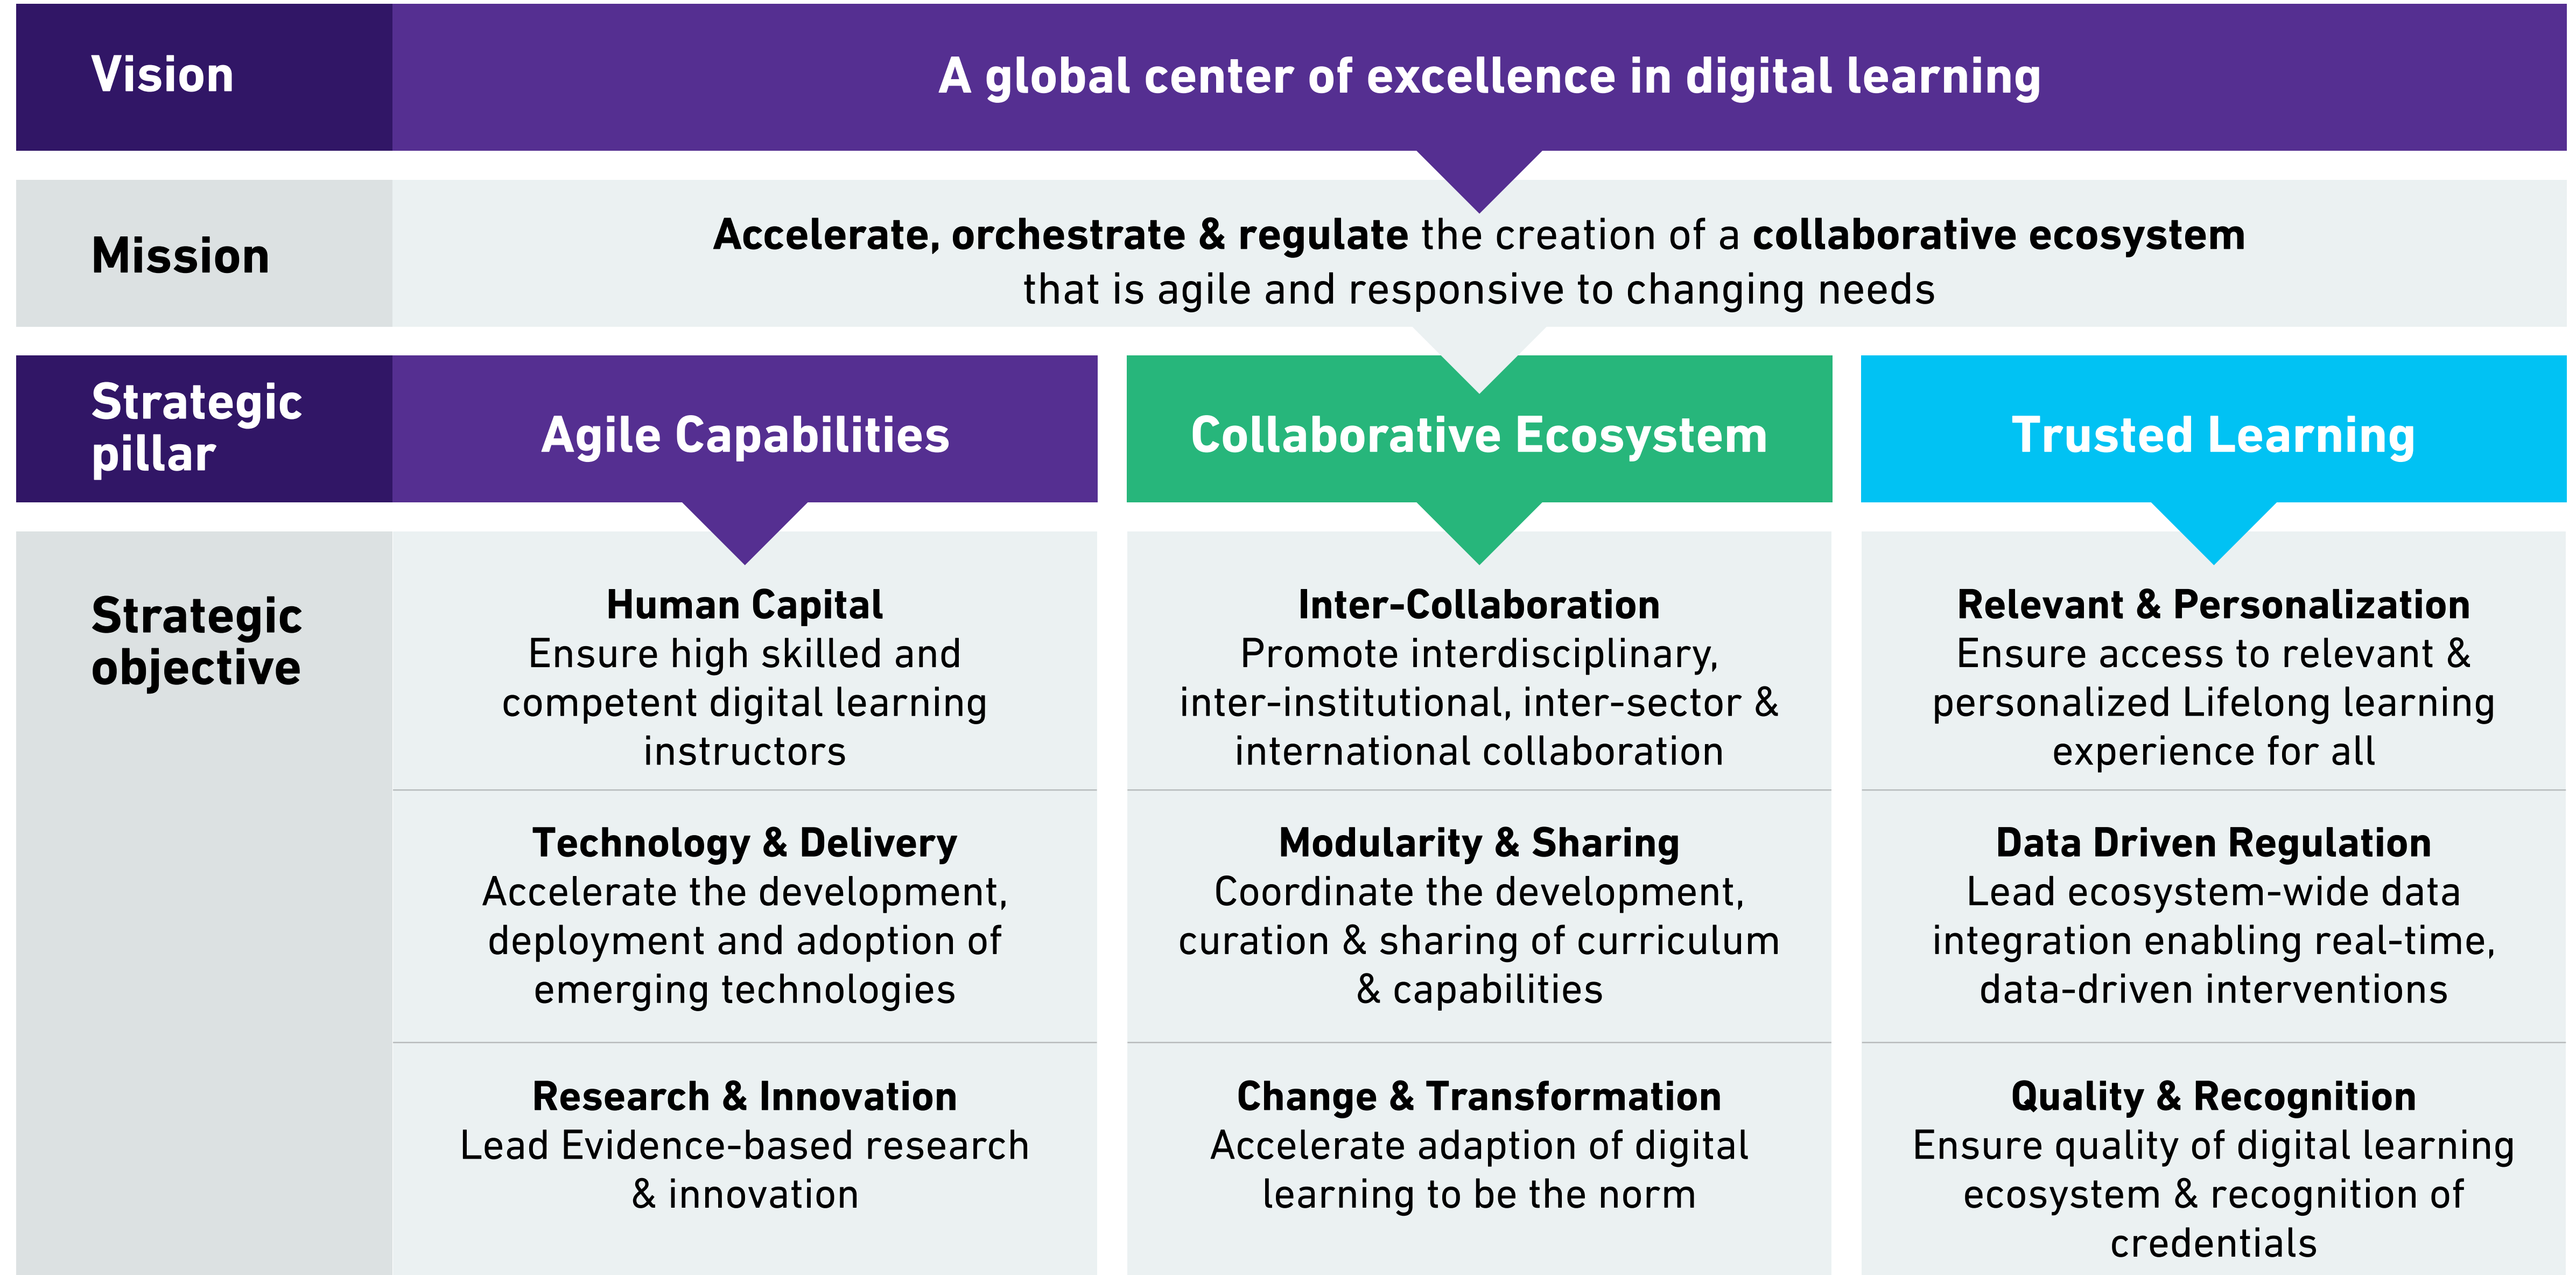 Vision
A global center of excellence in digital learning
Mission
Accelerate, orchestrate & regulate the creation of a collaborative ecosystem
that is agile and responsive to changing needs
Strategic
pillar
Agile Capabilities
Collaborative Ecosystem
Trusted Learning
Strategic
objective
Human Capital
Ensure high skilled and
competent digital learning
instructors
Technology & Delivery
Accelerate the development,
deployment and adoption of
emerging technologies
Research & Innovation
Lead Evidence-based research
& innovation
Inter-Collaboration
Promote interdisciplinary,
inter-institutional, inter-sector &
international collaboration
Modularity & Sharing
Coordinate the development,
curation & sharing of curriculum
& capabilities
Change & Transformation
Accelerate adaption of digital
learning to be the norm
Relevant & Personalization
Ensure access to relevant &
personalized Lifelong learning
experience for all
Data Driven Regulation
Lead ecosystem-wide data
integration enabling real-time,
data-driven interventions
Quality & Recognition
Ensure quality of digital learning
ecosystem & recognition of
credentials